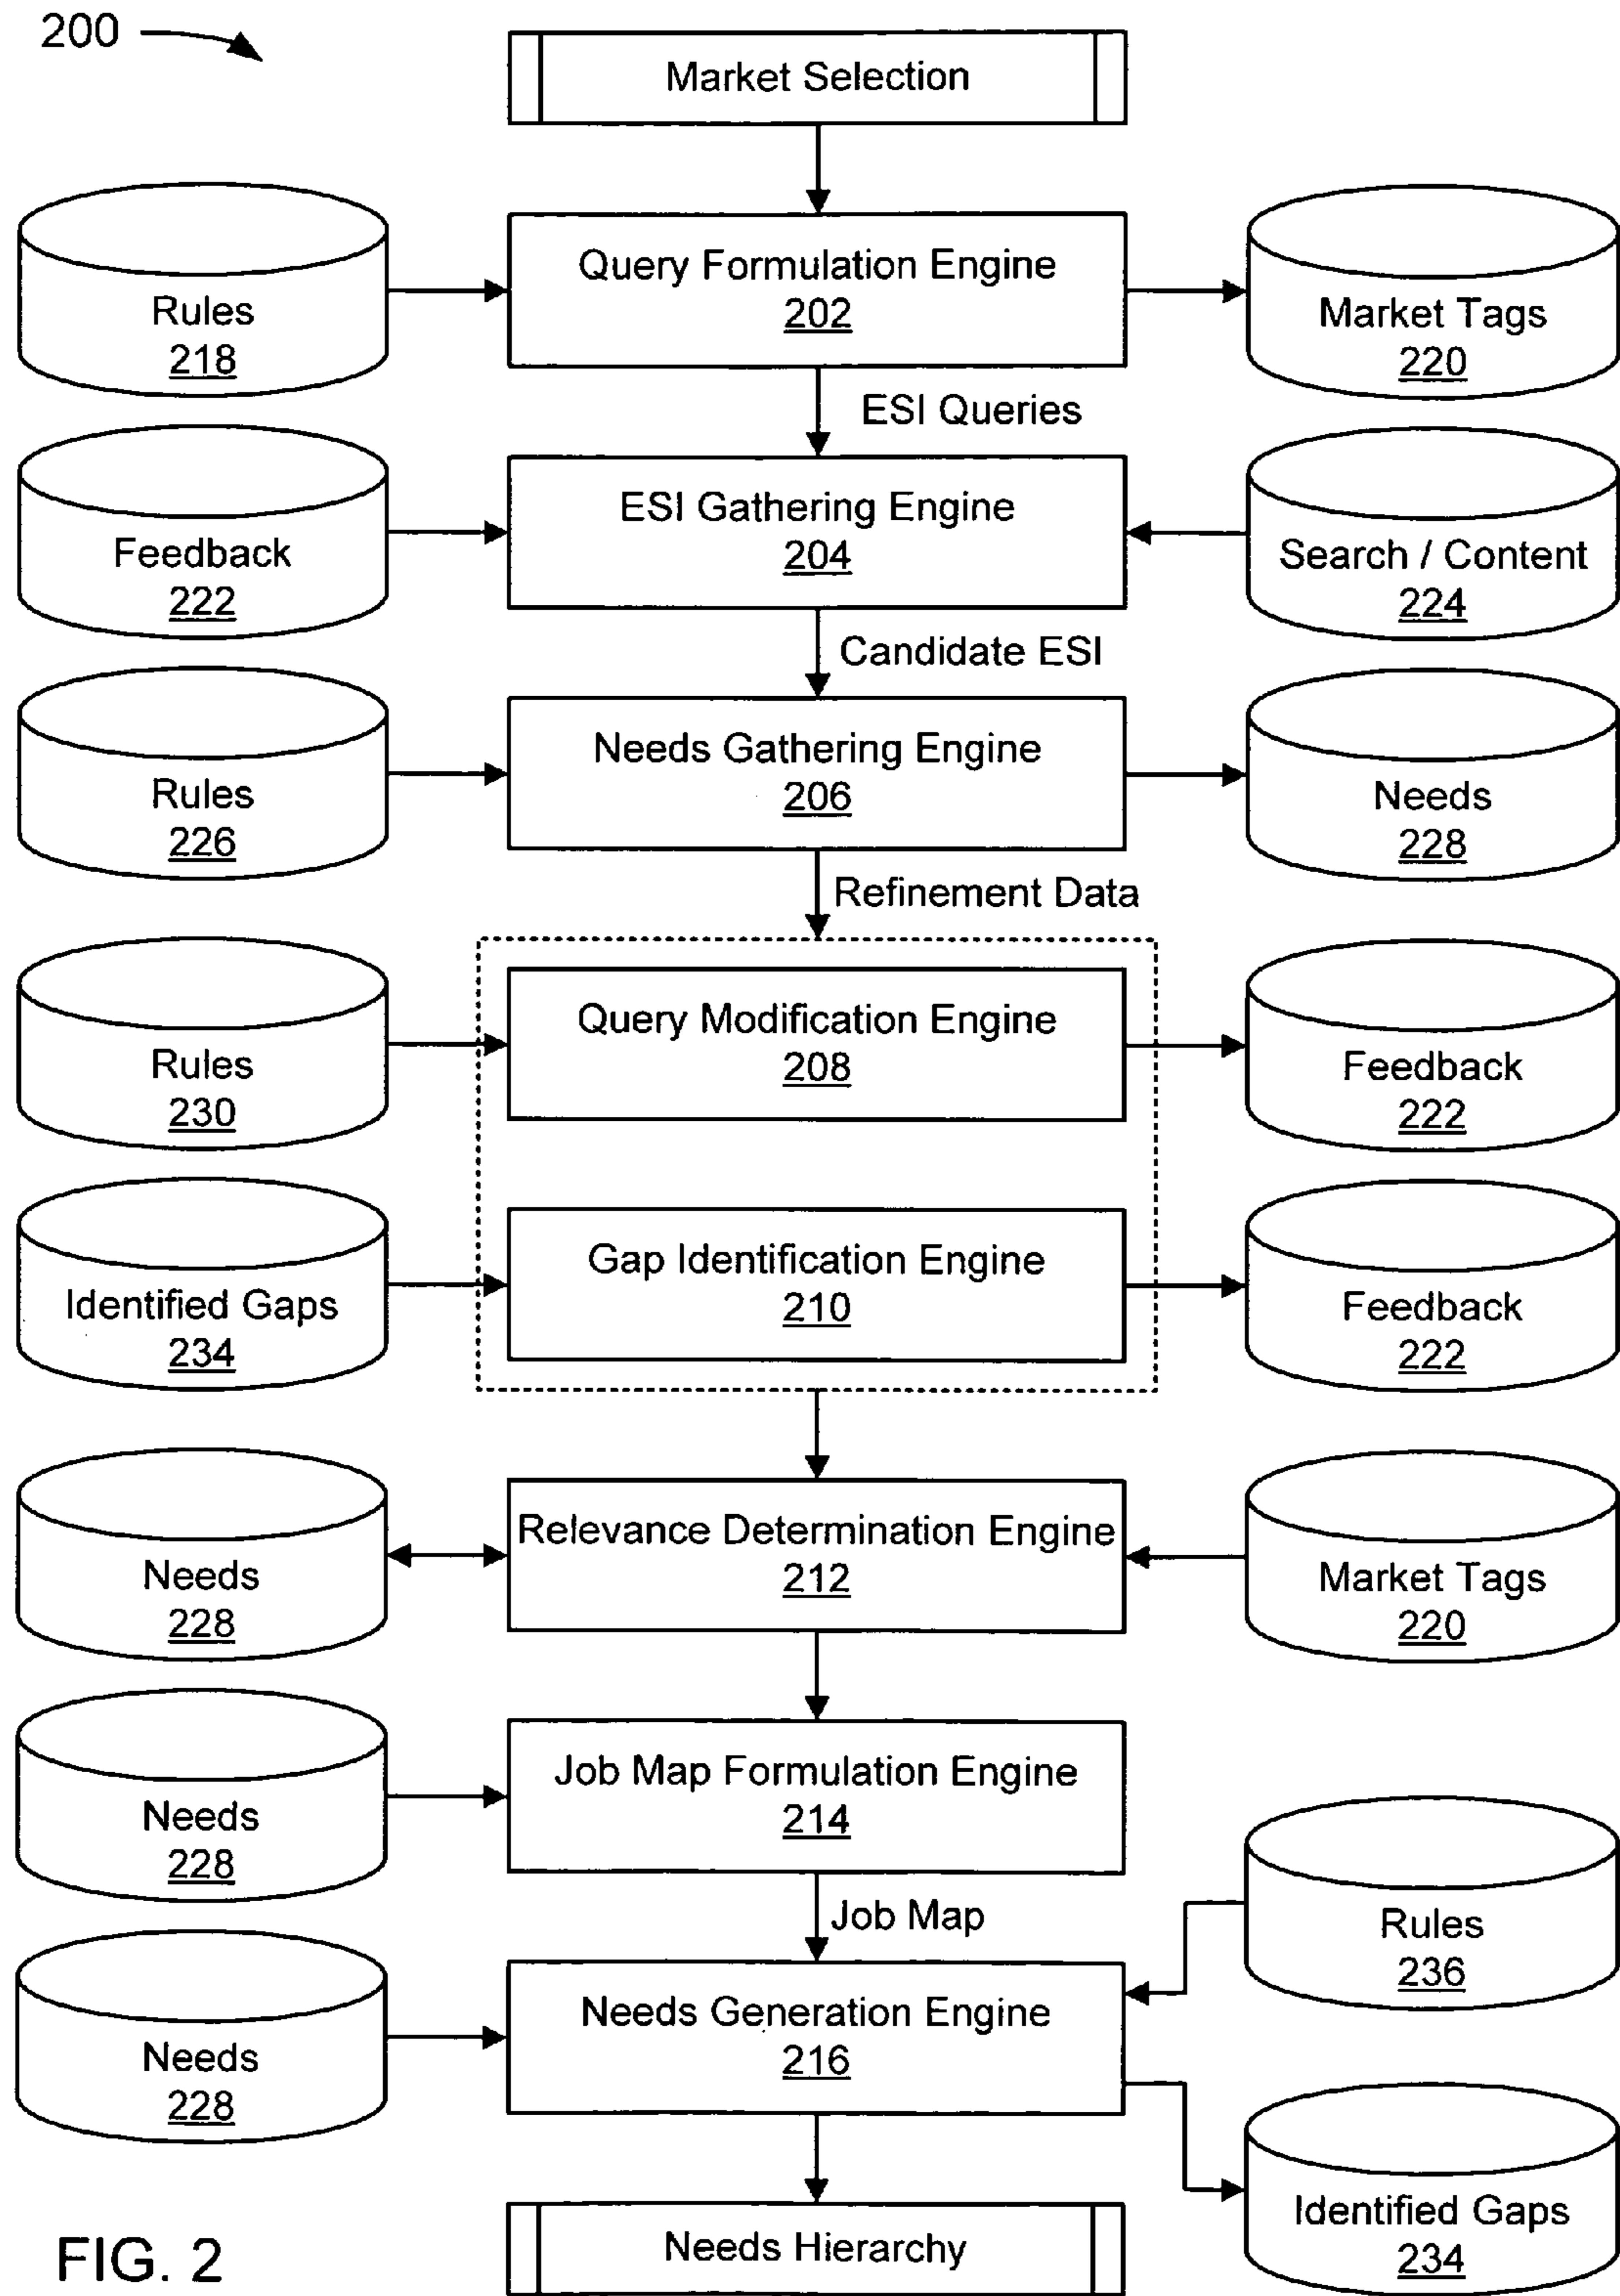 200
Market Selection
Rules
218
Query Formulation Engine
202
Market Tags
220
ESI Queries
Feedback
222
ESI Gathering Engine
204
Search / Content
224
Candidate ESI
Rules
226
Needs Gathering Engine
206
Needs
228
Refinement Data
Rules
230
Query Modification Engine
208
Feedback
222
Identified Gaps
234
Gap Identification Engine
210
Feedback
222
Needs
228
Relevance Determination Engine
212
Market Tags
220
Needs
228
Job Map Formulation Engine
214
Job Map
Rules
236
Needs
228
Needs Generation Engine
216
Identified Gaps
234
Needs Hierarchy
FIG. 2